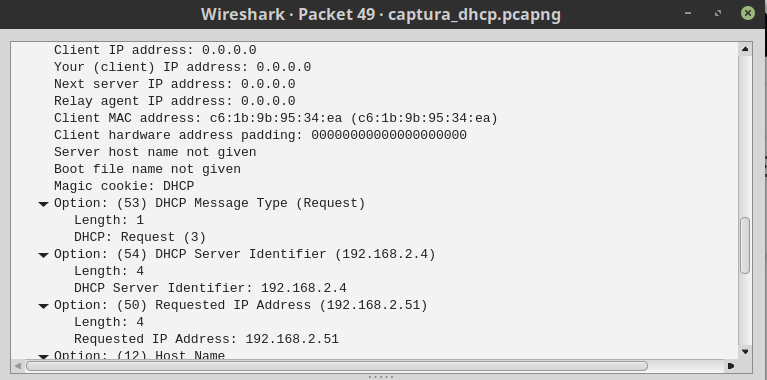 Wireshark · Packet 49 · captura_dhcp.pcapng
Client IP address: 0.0.0.0
Your (client) IP address: 0.0.0.0
Next server IP address: 0.0.0.0
Relay agent IP address: 0.0.0.0
Client MAC address: c6:1b:9b:95:34:ea (c6:1b:9b:95:34:ea)
Client hardware address padding: 00000000000000000000
Server host name not given
Boot file name not given
Magic cookie: DHCP
Option: (53) DHCP Message Type (Request)
Length: 1
DHCP: Request (3)
Option: (54) DHCP Server Identifier (192.168.2.4)
Length: 4
DHCP Server Identifier: 192.168.2.4
Option: (50) Requested IP Address (192.168.2.51)
Length: 4
Requested IP Address: 192.168.2.51
Option: (12) Host Name